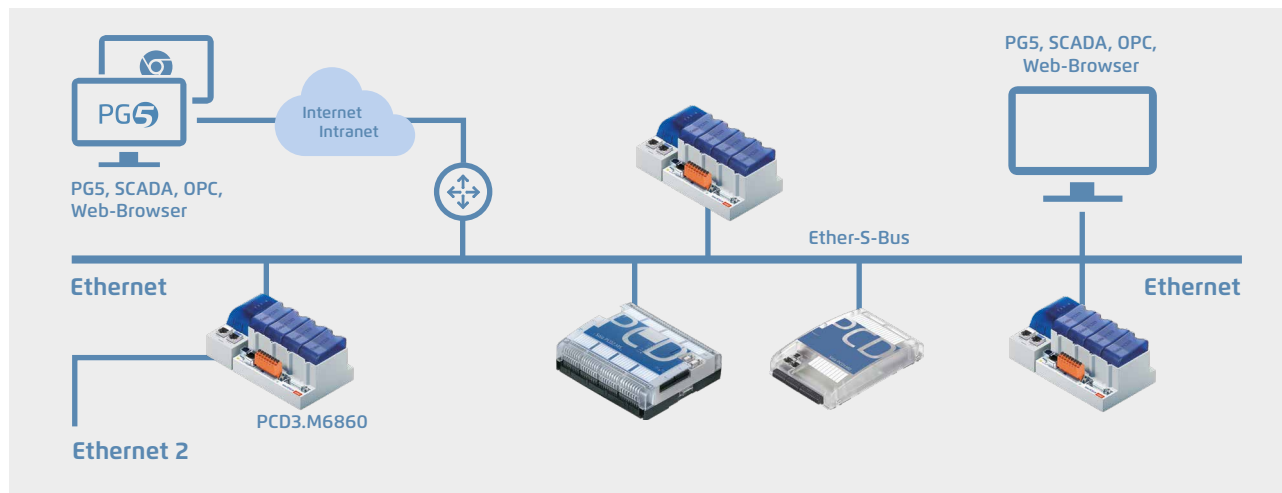 PG5
PG5, SCADA, OPC,
Web-Browser
Internet
Intranet
PG5, SCADA, OPC,
Web-Browser
Ether-S-Bus
Ethernet
Ethernet
PCD
PCD
PCD3.M6860
Ethernet 2